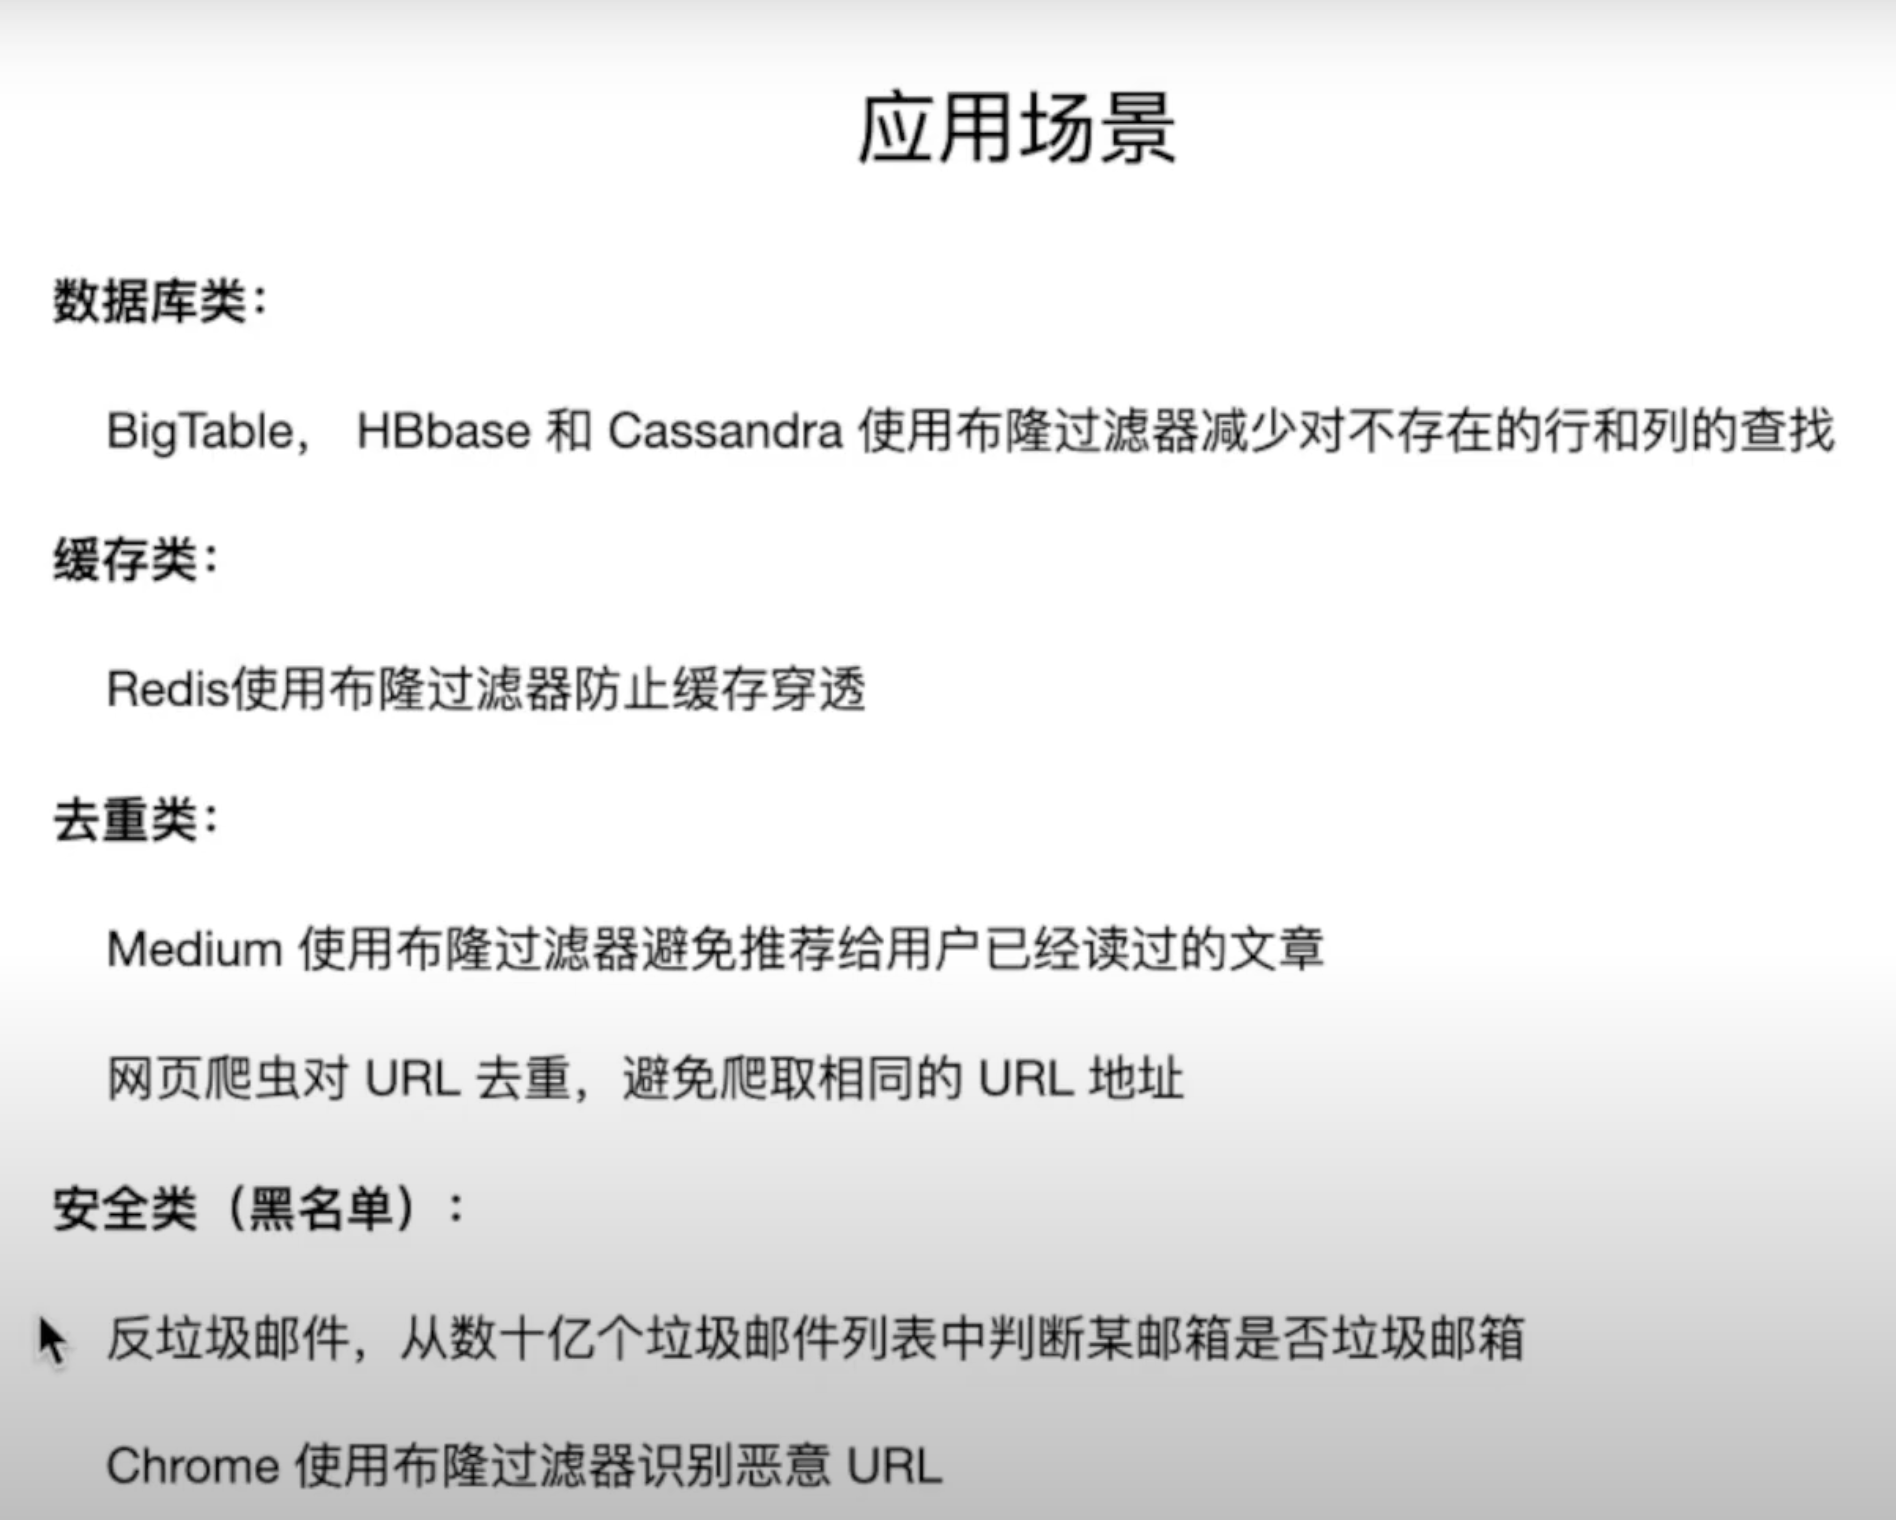 应用场景
数据库类：
BigTable， HBbase 和 Cassandra 使用布隆过滤器减少对不存在的行和列的查找
缓存类：
Redis使用布隆过滤器防止缓存穿透
去重类：
Medium 使用布隆过滤器避免推荐给用户已经读过的文章
网页爬虫对 URL 去重，避免爬取相同的 URL 地址
安全类（黑名单）：
反垃圾邮件，从数十亿个垃圾邮件列表中判断某邮箱是否垃圾邮箱
Chrome 使用布隆过滤器识别恶意 URL